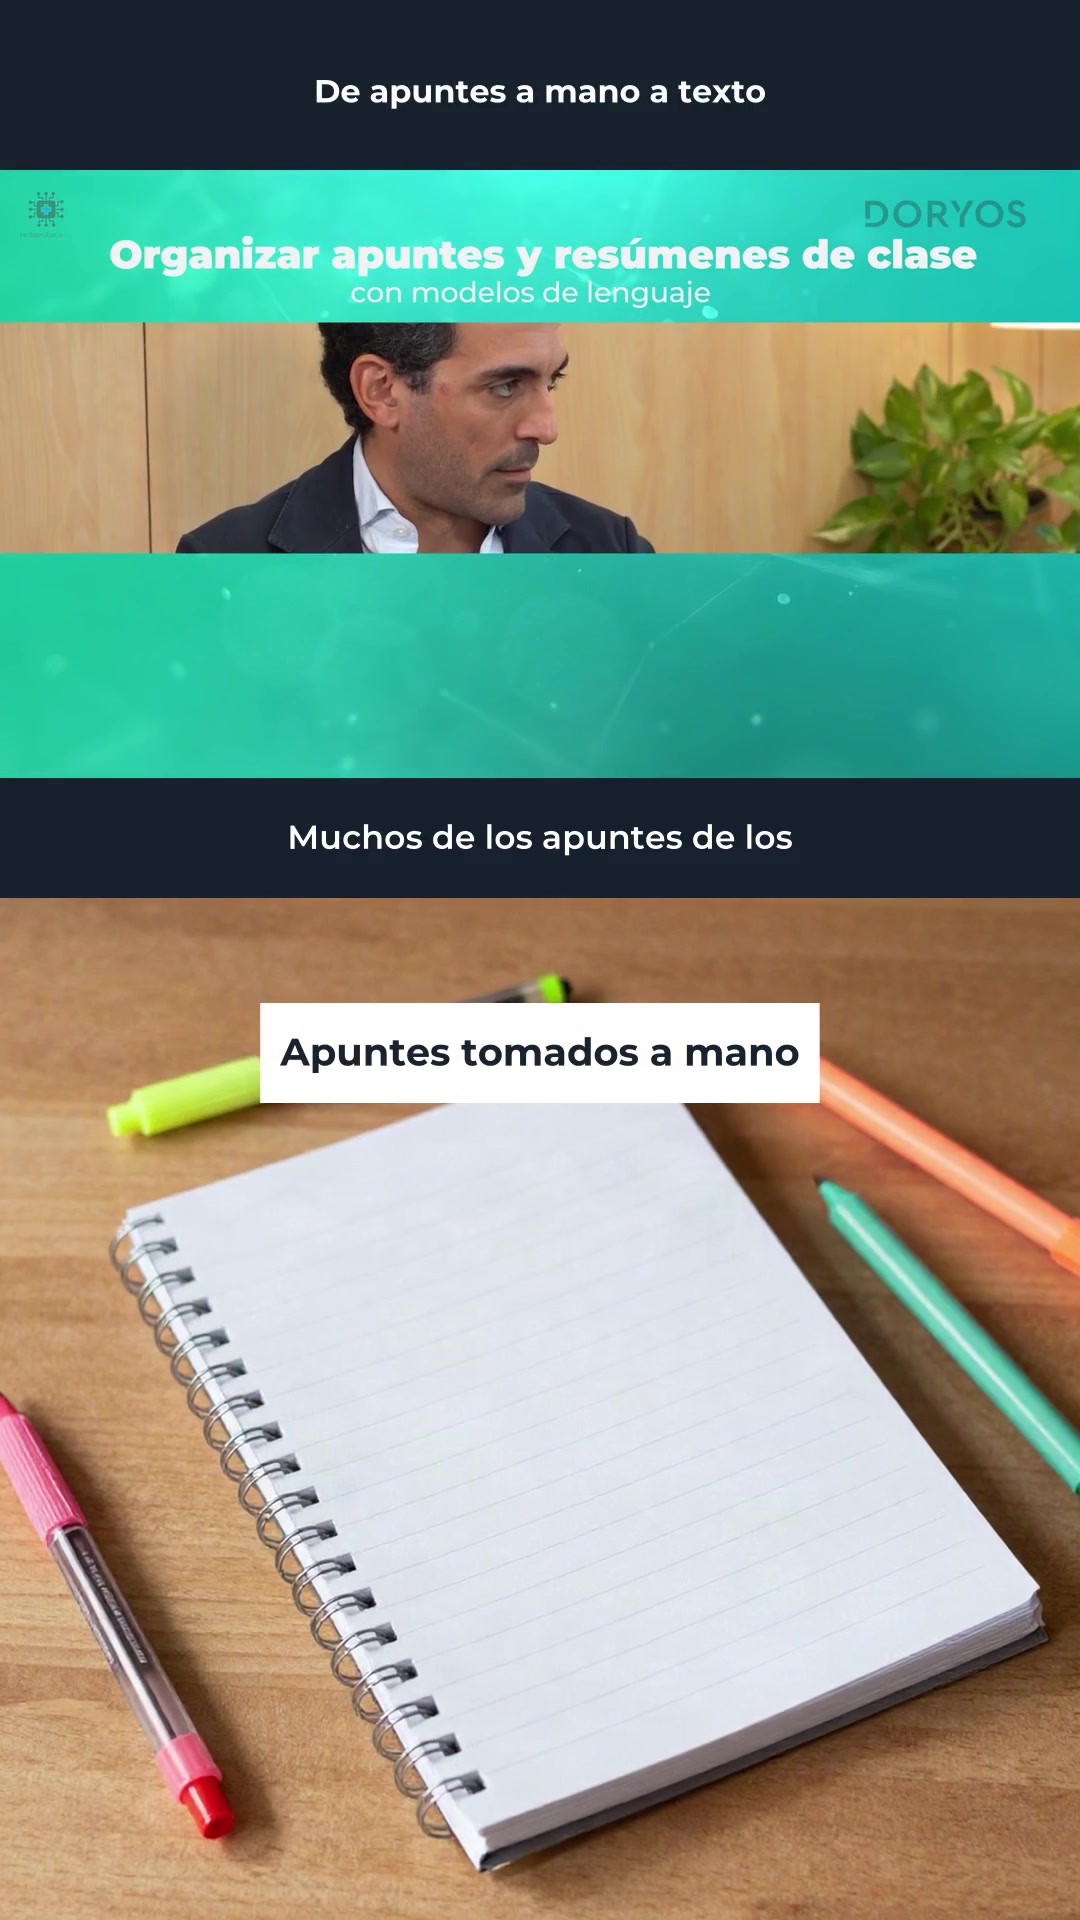 De apuntes a mano a texto
DORYOS
Organizar apuntes y resúmenes de clase
con modelos de lenguaje
Muchos de los apuntes de los
Apuntes tomados a mano